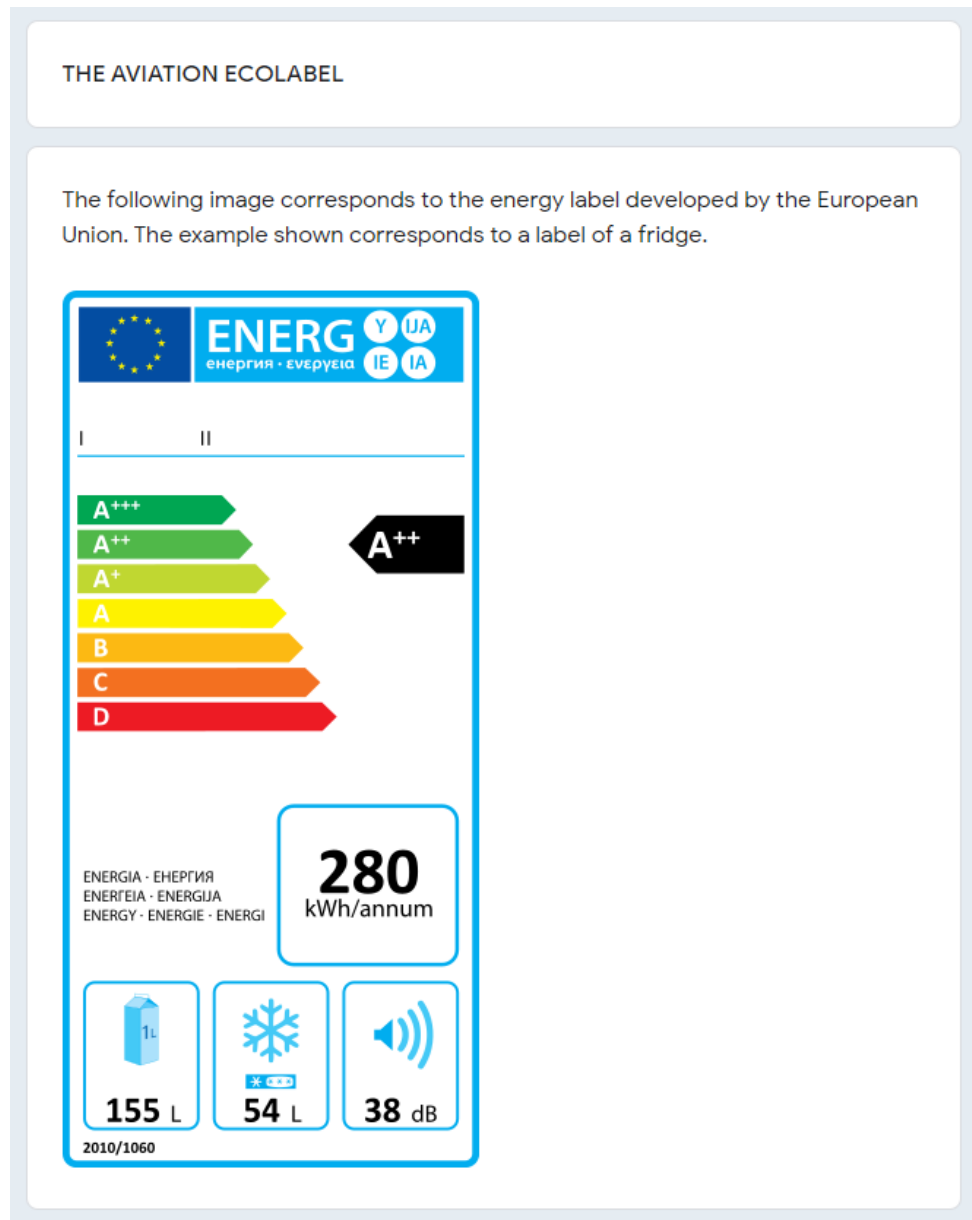 THE AVIATION ECOLABEL
The following image corresponds to the energy label developed by the European
Union. The example shown corresponds to a label of a fridge.
ENERG Y IJA
енергия · ενεργεια IE IA
I II
A+++
A++
A++
A+
A
B
C
D
280
kWh/annum
ENERGIA · ЕНЕРГИЯ
ΕΝΕΡΓΕΙΑ · ENERGIJA
ENERGY · ENERGIE · ENERGI
1L
155 L
54 L
38 dB
2010/1060